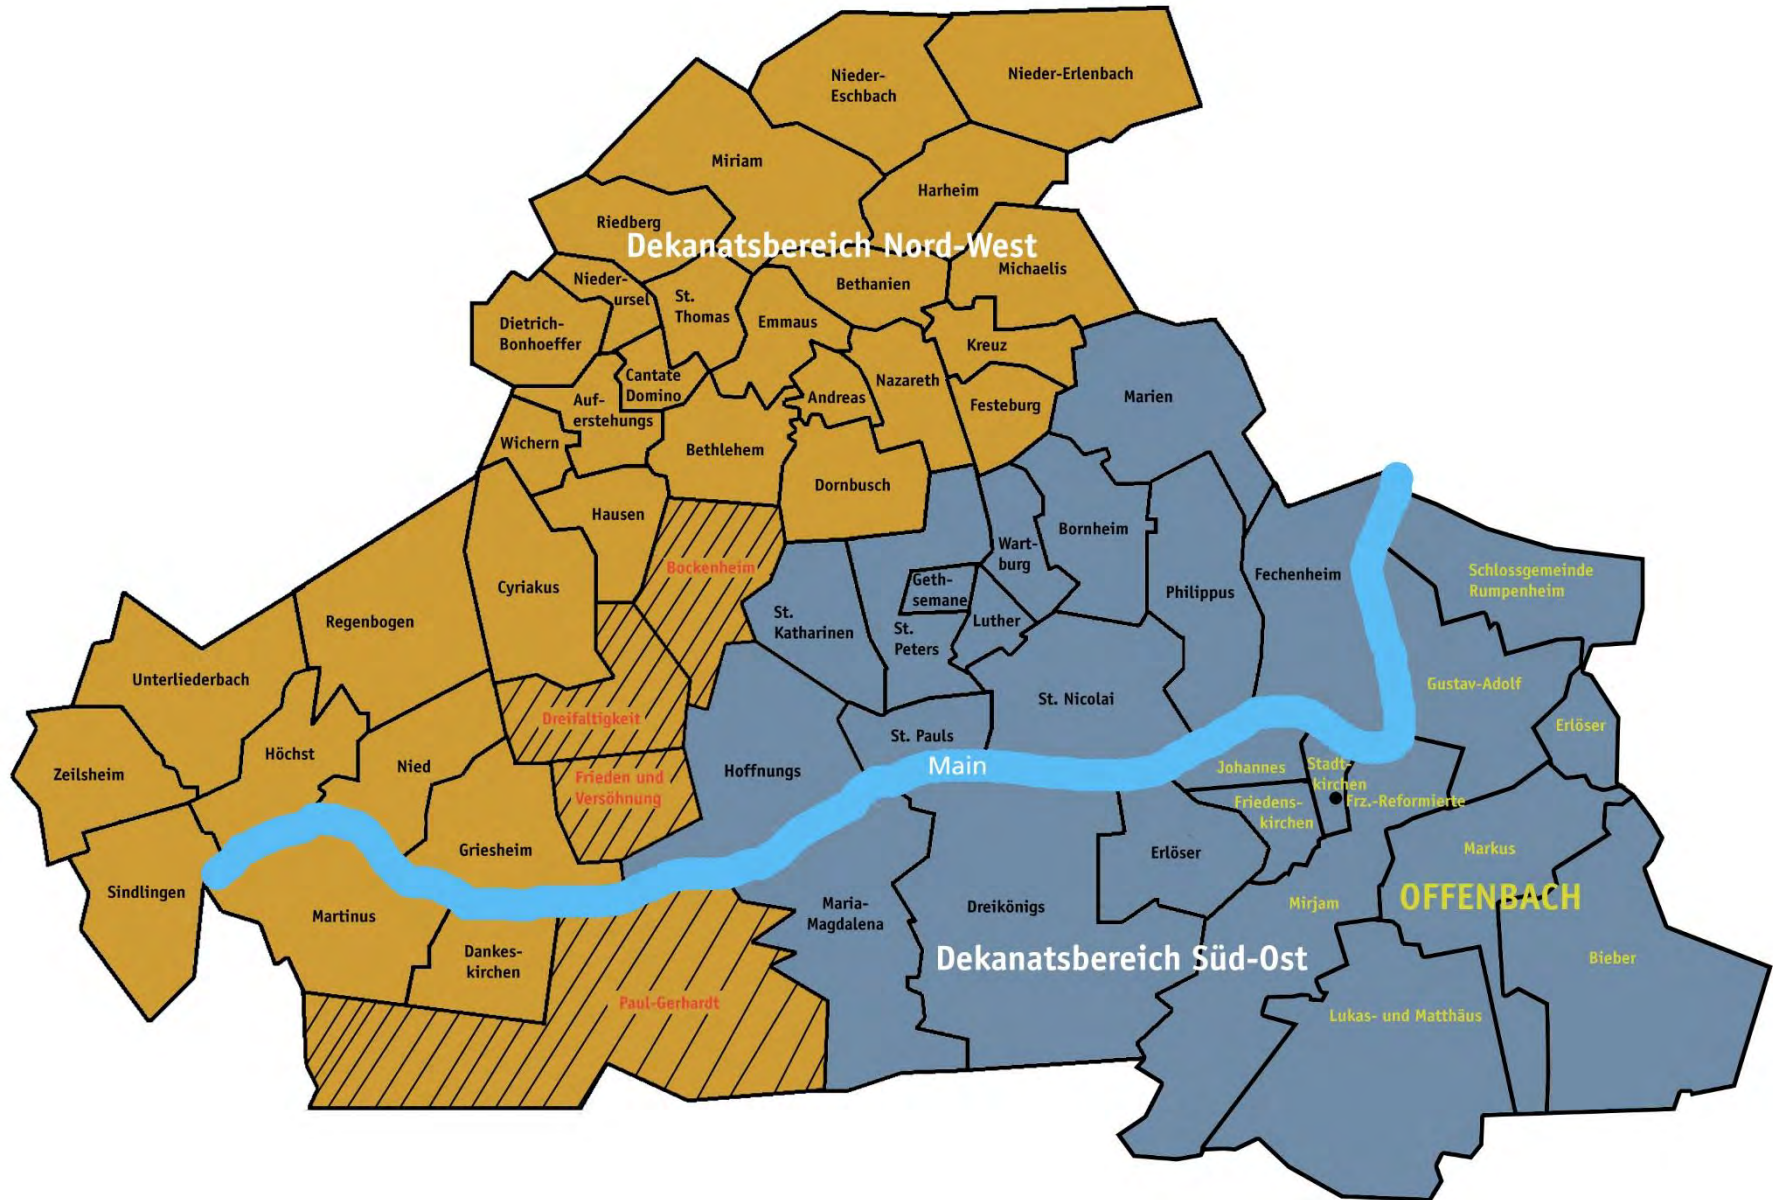 Nieder-
Eschbach
Nieder-Erlenbach
Miriam
Harheim
Riedberg
Dekanatsbereich Nord-West
Michaelis
Nieder-
ursel
Bethanien
St.
Thomas
Emmaus
Dietrich-
Bonhoeffer
Kreuz
Cantate
Domino
Andreas
Nazareth
Festeburg
Marien
Auf-
erstehungs
Wichern
Bethlehem
Dornbusch
Hausen
Bornheim
Wart-
burg
Bockenheim
Cyriakus
Geth-
semane
Philippus
Fechenheim
Schlossgemeinde
Rumpenheim
Regenbogen
St.
Katharinen
St.
Peters
Luther
Unterliederbach
Gustav-Adolf
St. Nicolai
Dreifaltigkeit
Erlöser
St. Pauls
Höchst
Nied
Zeilsheim
Frieden und
Versöhnung
Hoffnungs
Main
Johannes
Stadt-
kirchen
Friedens-
kirchen
Frz.-Reformierte
Griesheim
Erlöser
Markus
Sindlingen
OFFENBACH
Martinus
Maria-
Magdalena
Dreikönigs
Mirjam
Dankes-
kirchen
Dekanatsbereich Süd-Ost
Bieber
Paul-Gerhardt
Lukas- und Matthäus